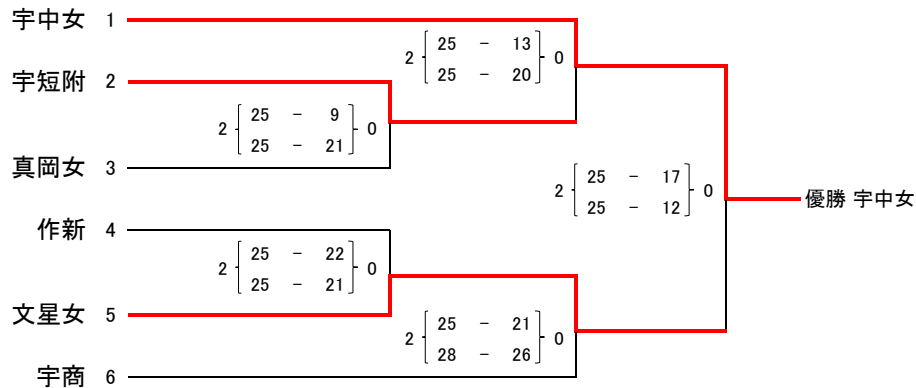 宇中女 1
2 25 - 13 0
25 - 20
宇短附 2
2 25 - 9 0
25 - 21
真岡女 3
2 25 - 17 0
25 - 12
優勝 宇中女
作新 4
2 25 - 22 0
25 - 21
文星女 5
2 25 - 21 0
28 - 26
宇商 6